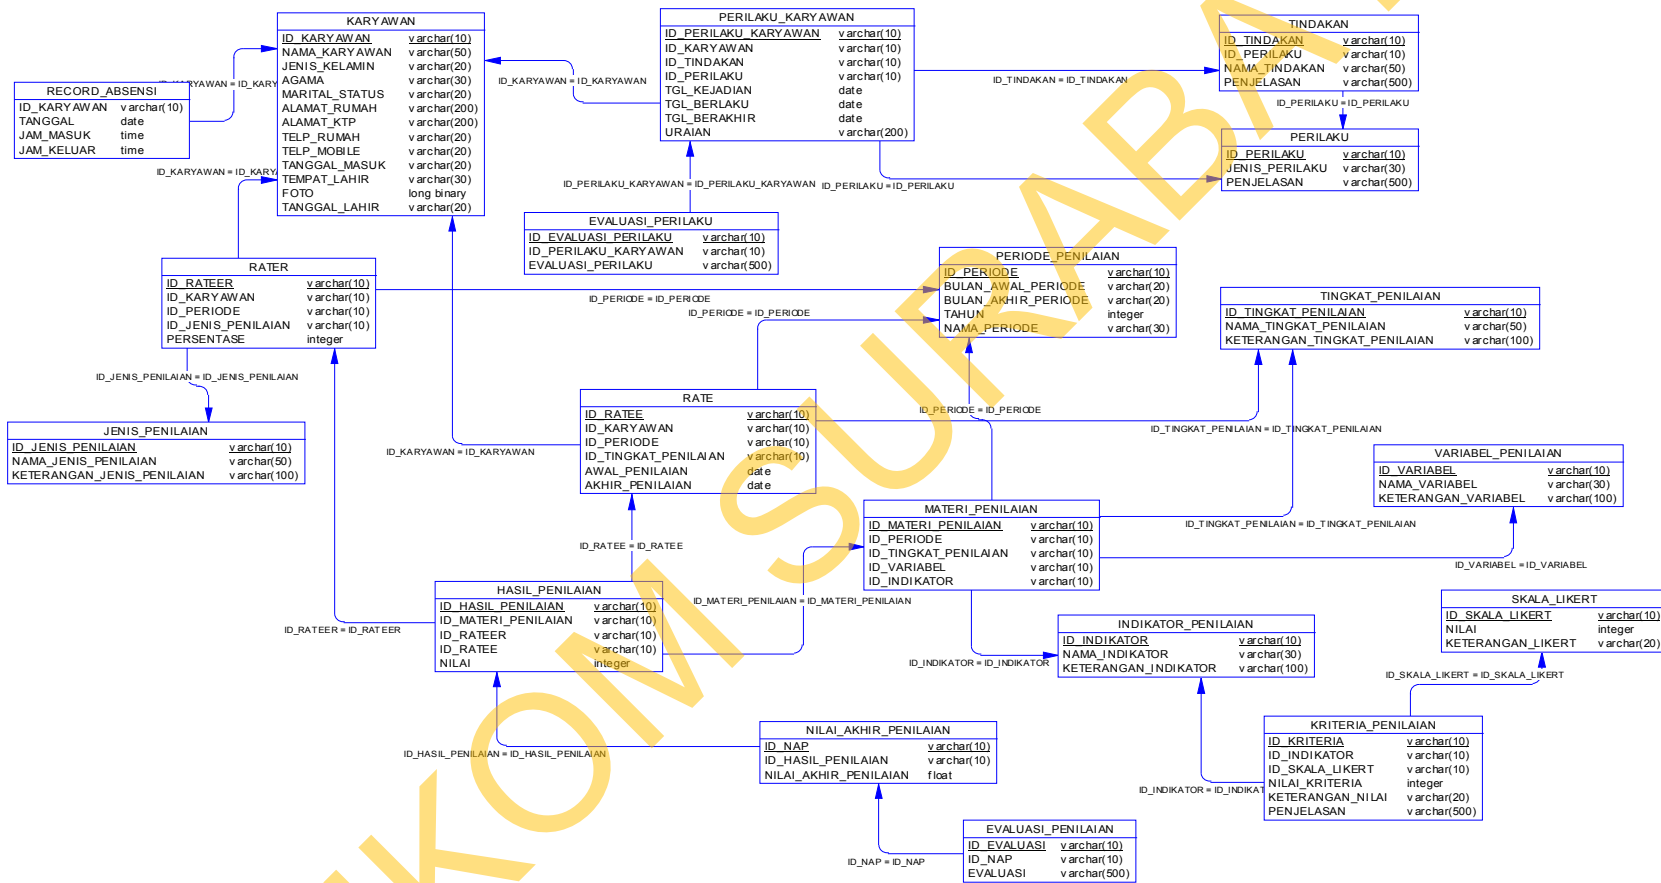 KARYAWAN
ID_KARYAWAN varchar(10)
NAMA_KARYAWAN varchar(50)
JENIS_KELAMIN varchar(20)
AGAMA varchar(30)
MARITAL_STATUS varchar(20)
ALAMAT_RUMAH varchar(200)
ALAMAT_KTP varchar(200)
TELP_RUMAH varchar(20)
TELP_MOBILE varchar(20)
TANGGAL_MASUK varchar(20)
TEMPAT_LAHIR varchar(30)
FOTO long binary
TANGGAL_LAHIR varchar(20)
PERILAKU_KARYAWAN
ID_PERILAKU_KARYAWAN varchar(10)
ID_KARYAWAN varchar(10)
ID_TINDAKAN varchar(10)
ID_PERILAKU varchar(10)
TGL_KEJADIAN date
TGL_BERLAKU date
TGL_BERAKHIR date
URAIAN varchar(200)
TINDAKAN
ID_TINDAKAN varchar(10)
ID_PERILAKU varchar(10)
NAMA_TINDAKAN varchar(50)
PENJELASAN varchar(500)
ID_KARYAWAN = ID_KARYAWAN
ID_TINDAKAN = ID_TINDAKAN
ID_PERILAKU = ID_PERILAKU
RECORD_ABSENSI
ID_KARYAWAN varchar(10)
TANGGAL date
JAM_MASUK time
JAM_KELUAR time
PERILAKU
ID_PERILAKU varchar(10)
JENIS_PERILAKU varchar(30)
PENJELASAN varchar(500)
ID_KARYAWAN = ID_KARYA
ID_PERILAKU_KARYAWAN = ID_PERILAKU_KARYAWAN
ID_PERILAKU = ID_PERILAKU
EVALUASI_PERILAKU
ID_EVALUASI_PERILAKU varchar(10)
ID_PERILAKU_KARYAWAN varchar(10)
EVALUASI_PERILAKU varchar(500)
RATER
ID_RATEER varchar(10)
ID_KARYAWAN varchar(10)
ID_PERIODE varchar(10)
ID_JENIS_PENILAIAN varchar(10)
PERSENTASE integer
PERIODE_PENILAIAN
ID_PERIODE varchar(10)
BULAN_AWAL_PERIODE varchar(20)
BULAN_AKHIR_PERIODE varchar(20)
TAHUN integer
NAMA_PERIODE varchar(30)
TINGKAT_PENILAIAN
ID_TINGKAT_PENILAIAN varchar(10)
NAMA_TINGKAT_PENILAIAN varchar(50)
KETERANGAN_TINGKAT_PENILAIAN varchar(100)
ID_PERIODE = ID_PERIODE
ID_PERIODE = ID_PERIODE
ID_JENIS_PENILAIAN = ID_JENIS_PENILAIAN
JENIS_PENILAIAN
ID_JENIS_PENILAIAN varchar(10)
NAMA_JENIS_PENILAIAN varchar(50)
KETERANGAN_JENIS_PENILAIAN varchar(100)
RATE
ID_RATEE varchar(10)
ID_KARYAWAN varchar(10)
ID_PERIODE varchar(10)
ID_TINGKAT_PENILAIAN varchar(10)
AWAL_PENILAIAN date
AKHIR_PENILAIAN date
ID_PERIODE = ID_PERIODE
ID_TINGKAT_PENILAIAN = ID_TINGKAT_PENILAIAN
ID_KARYAWAN = ID_KARYAWAN
VARIABEL_PENILAIAN
ID_VARIABEL varchar(10)
NAMA_VARIABEL varchar(30)
KETERANGAN_VARIABEL varchar(100)
MATERI_PENILAIAN
ID_MATERI_PENILAIAN varchar(10)
ID_PERIODE varchar(10)
ID_TINGKAT_PENILAIAN varchar(10)
ID_VARIABEL varchar(10)
ID_INDIKATOR varchar(10)
ID_TINGKAT_PENILAIAN = ID_TINGKAT_PENILAIAN
ID_RATEE = ID_RATEE
ID_VARIABEL = ID_VARIABEL
HASIL_PENILAIAN
ID_HASIL_PENILAIAN varchar(10)
ID_MATERI_PENILAIAN varchar(10)
ID_RATEER varchar(10)
ID_RATEE varchar(10)
NILAI integer
ID_MATERI_PENILAIAN = ID_MATERI_PENILAIAN
ID_RATEER = ID_RATEER
SKALA_LIKERT
ID_SKALA_LIKERT varchar(10)
NILAI integer
KETERANGAN_LIKERT varchar(20)
INDIKATOR_PENILAIAN
ID_INDIKATOR varchar(10)
NAMA_INDIKATOR varchar(30)
KETERANGAN_INDIKATOR varchar(100)
ID_INDIKATOR = ID_INDIKATOR
ID_SKALA_LIKERT = ID_SKALA_LIKERT
NILAI_AKHIR_PENILAIAN
ID_NAP varchar(10)
ID_HASIL_PENILAIAN varchar(10)
NILAI_AKHIR_PENILAIAN float
ID_HASIL_PENILAIAN = ID_HASIL_PENILAIAN
KRITERIA_PENILAIAN
ID_KRITERIA varchar(10)
ID_INDIKATOR varchar(10)
ID_SKALA_LIKERT varchar(10)
NILAI_KRITERIA integer
KETERANGAN_NILAI varchar(20)
PENJELASAN varchar(500)
ID_INDIKATOR = ID_INDIKAT
EVALUASI_PENILAIAN
ID_EVALUASI varchar(10)
ID_NAP varchar(10)
EVALUASI varchar(500)
ID_NAP = ID_NAP
IKOM SURABA